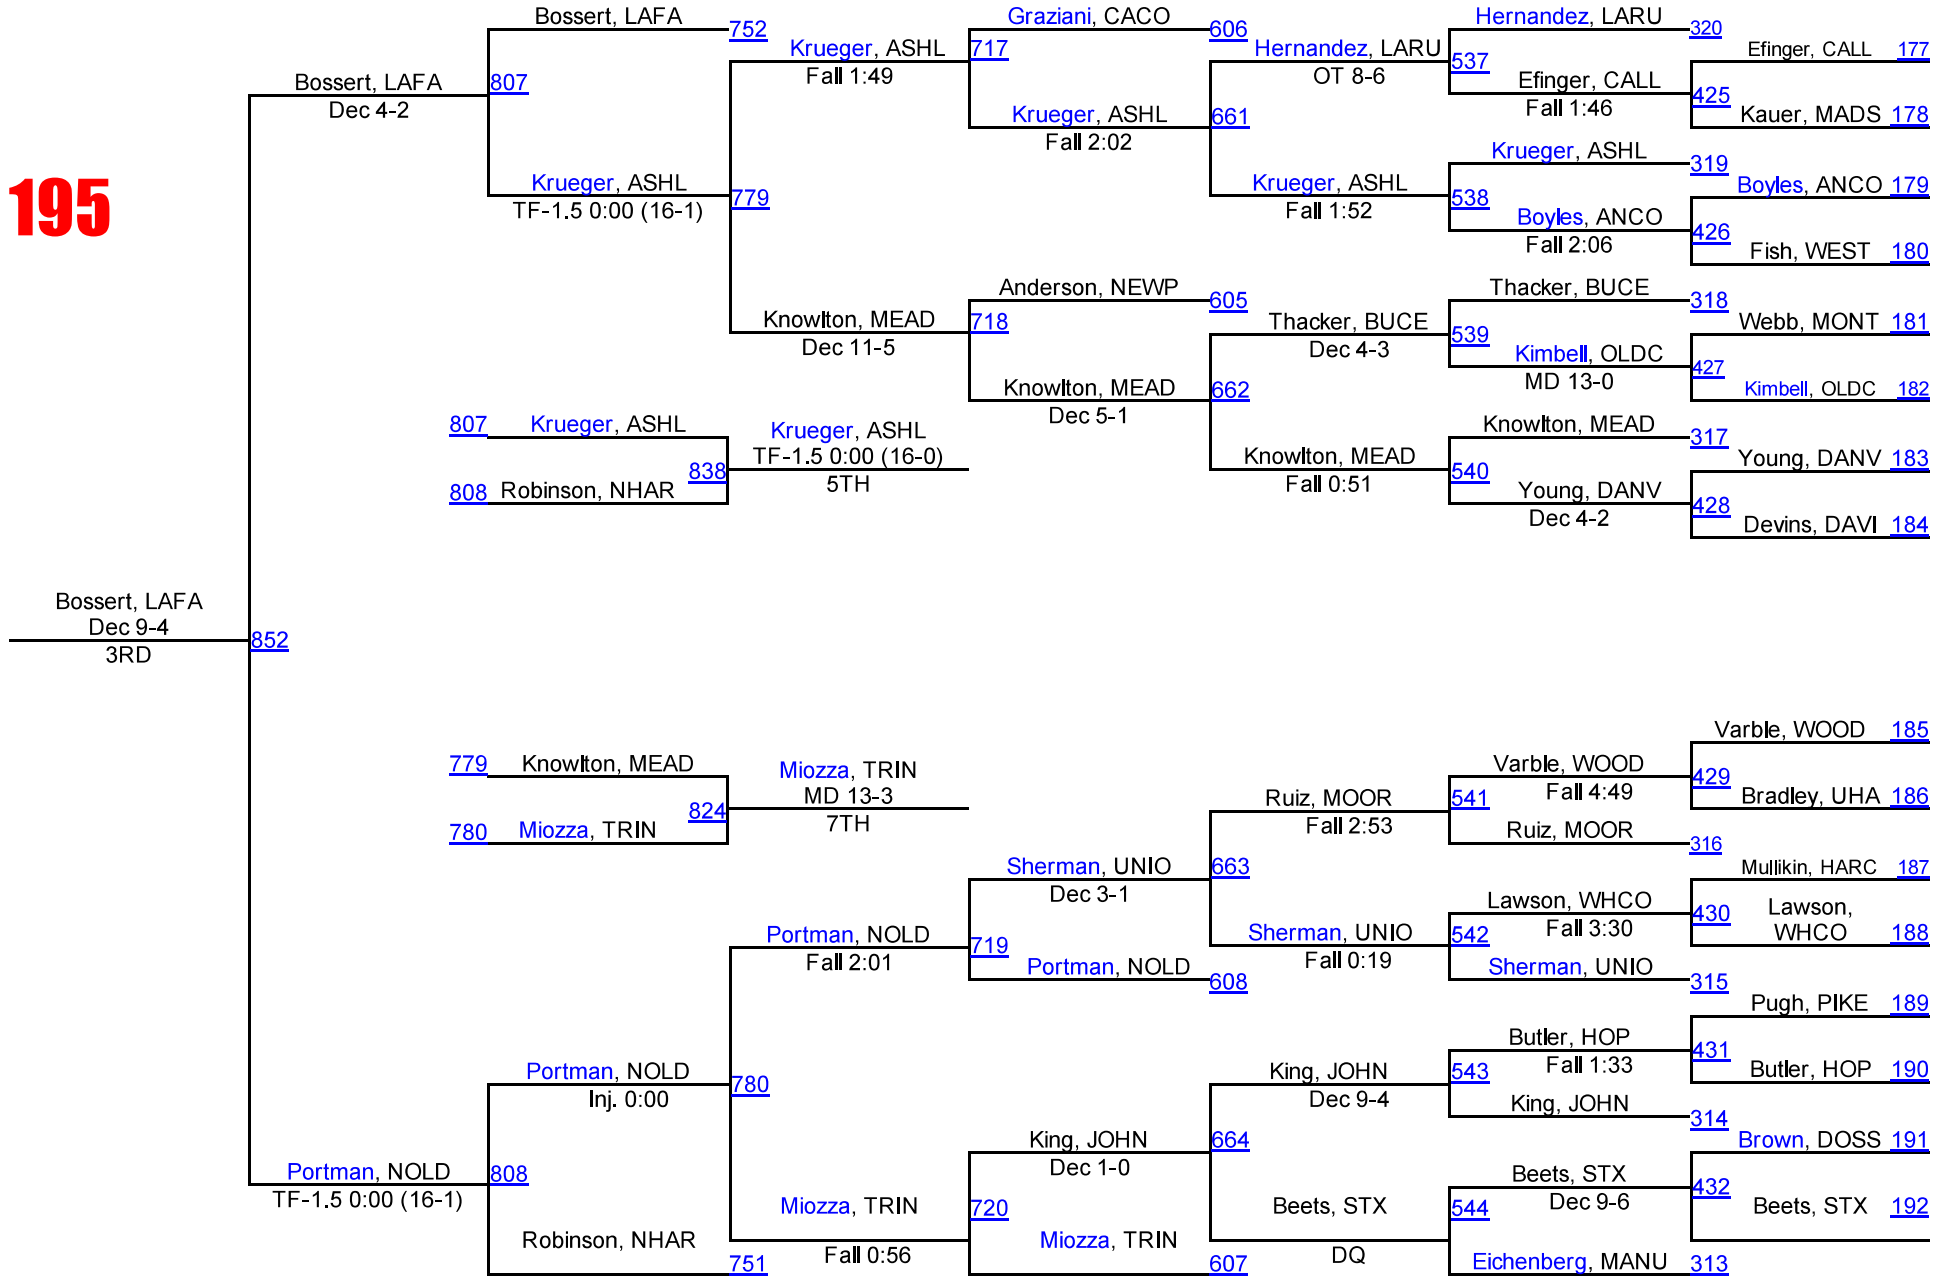 Bossert, LAFA
752
Graziani, CACO
606
Hernandez, LARU
320
Efinger, CALL 177
Krueger, ASHL
717
Fall 1:49
Hernandez, LARU
537
OT 8-6
Bossert, LAFA
807
Dec 4-2
Efinger, CALL
425
Fall 1:46
Kauer, MADS 178
Krueger, ASHL
661
Fall 2:02
Krueger, ASHL
319
195
Krueger, ASHL
779
TF-1.5 0:00 (16-1)
Krueger, ASHL
538
Fall 1:52
Boyles, ANCO 179
Boyles, ANCO
426
Fall 2:06
Fish, WEST 180
Anderson, NEWP
605
Thacker, BUCE
318
Knowlton, MEAD
718
Dec 11-5
Thacker, BUCE
539
Dec 4-3
Webb, MONT 181
Kimbell, OLDC
427
MD 13-0
Kimbell, OLDC 182
Knowlton, MEAD
662
Dec 5-1
807 Krueger, ASHL
838
808 Robinson, NHAR
Krueger, ASHL
TF-1.5 0:00 (16-0)
5TH
Knowlton, MEAD
317
Knowlton, MEAD
540
Fall 0:51
Young, DANV 183
Young, DANV
428
Dec 4-2
Devins, DAVI 184
Bossert, LAFA
Dec 9-4
852
3RD
Varble, WOOD 185
779 Knowlton, MEAD
824
780 Miozza, TRIN
Miozza, TRIN
MD 13-3
7TH
Varble, WOOD
429
Fall 4:49
Ruiz, MOOR
541
Fall 2:53
Bradley, UHA 186
Ruiz, MOOR
316
Sherman, UNIO
663
Dec 3-1
Mullikin, HARC 187
Lawson, WHCO
430
Fall 3:30
Lawson,
WHCO 188
Portman, NOLD
719
Fall 2:01
Sherman, UNIO
542
Fall 0:19
Portman, NOLD
608
Sherman, UNIO
315
Pugh, PIKE 189
Butler, HOP
431
Fall 1:33
Portman, NOLD
780
Inj. 0:00
King, JOHN
543
Dec 9-4
Butler, HOP 190
King, JOHN
314
King, JOHN
664
Dec 1-0
Brown, DOSS 191
Portman, NOLD
808
TF-1.5 0:00 (16-1)
Beets, STX
432
Dec 9-6
Miozza, TRIN
720
Fall 0:56
Beets, STX
544
DQ
Beets, STX 192
Robinson, NHAR
751
Miozza, TRIN
607
Eichenberg, MANU 313